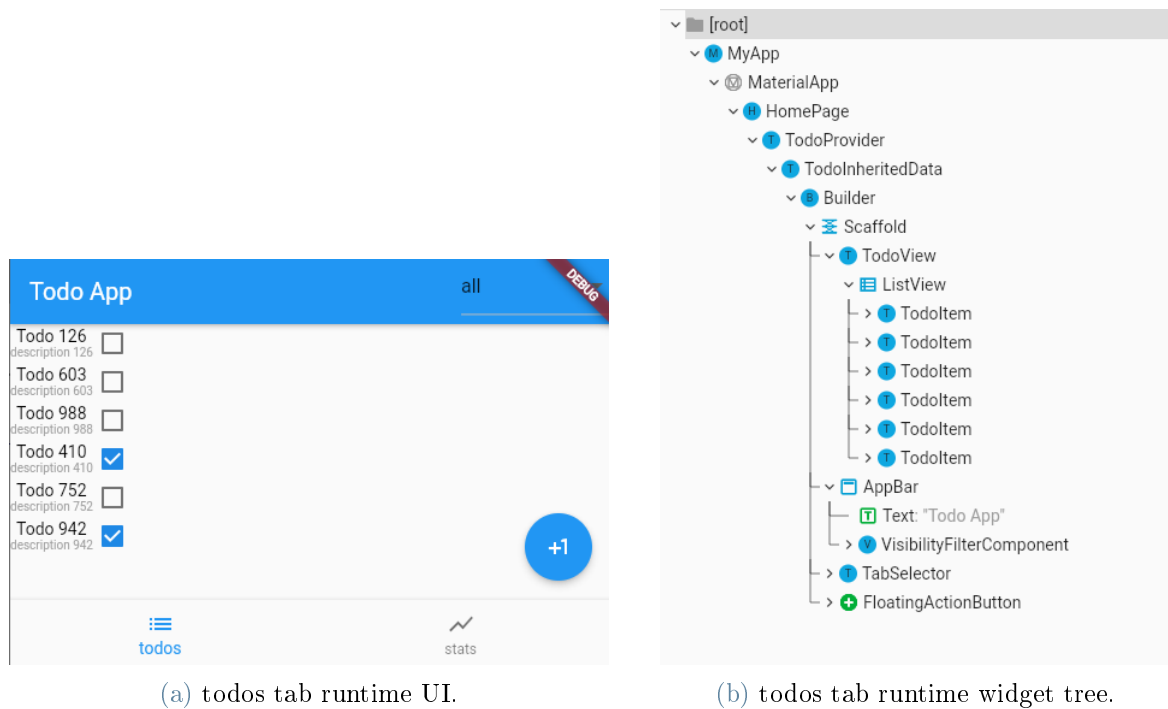 Todo App
all
DEBUG
Todo 126
description 126
Todo 603
description 603
Todo 988
description 988
Todo 410
description 410
Todo 752
description 752
Todo 942
description 942
+1
todos
stats
(a) todos tab runtime UI.
[root]
M MyApp
MaterialApp
H HomePage
T TodoProvider
T TodoInheritedData
B Builder
Scaffold
T TodoView
ListView
T TodoItem
T TodoItem
T TodoItem
T TodoItem
T TodoItem
T TodoItem
AppBar
T Text: "Todo App"
V VisibilityFilterComponent
T TabSelector
FloatingActionButton
(b) todos tab runtime widget tree.